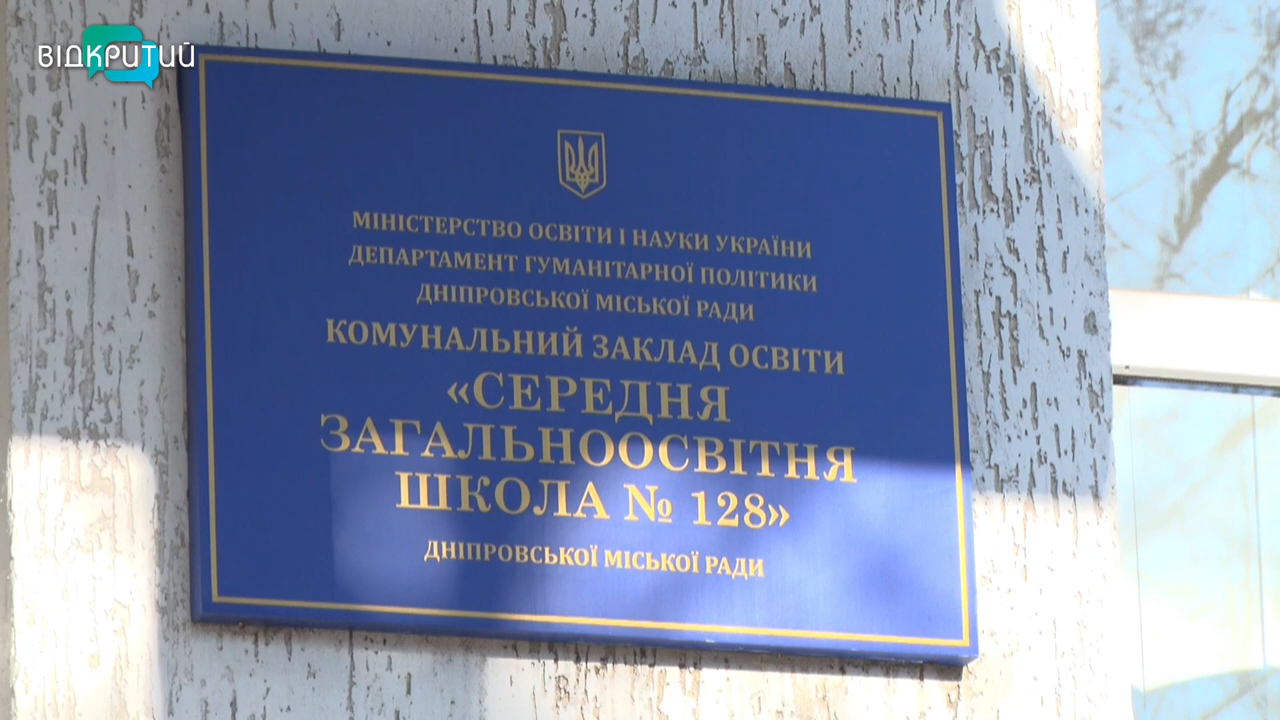 ВІДКРИТИЙ
МІНІСТЕРСТВО ОСВІТИ І НАУКИ УКРАЇНИ
ДЕПАРТАМЕНТ ГУМАНІТАРНОЇ ПОЛІТИКИ
ДНІПРОВСЬКОЇ МІСЬКОЇ РАДИ
КОМУНАЛЬНИЙ ЗАКЛАД ОСВІТИ
«СЕРЕДНЯ
ЗАГАЛЬНООСВІТНЯ
ШКОЛА № 128»
ДНІПРОВСЬКОЇ МІСЬКОЇ РАДИ